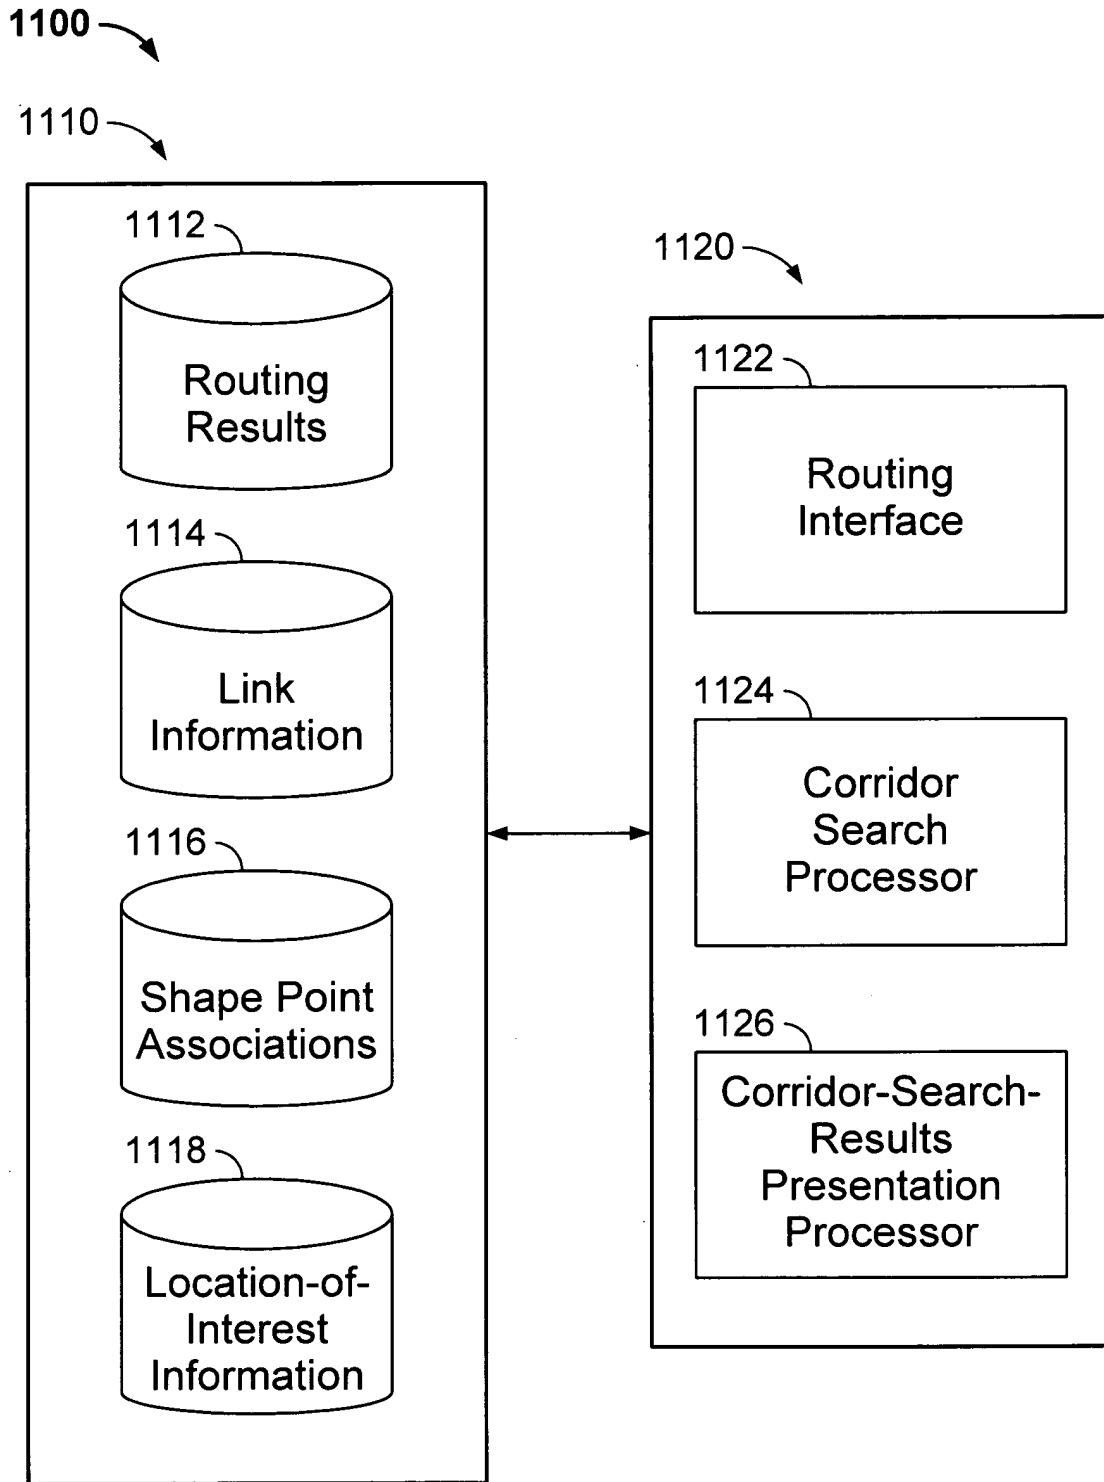 1100
1110
1112
Routing
Results
1114
Link
Information
1116
Shape Point
Associations
1118
Location-of-
Interest
Information
1120
1122
Routing
Interface
1124
Corridor
Search
Processor
1126
Corridor-Search-
Results
Presentation
Processor